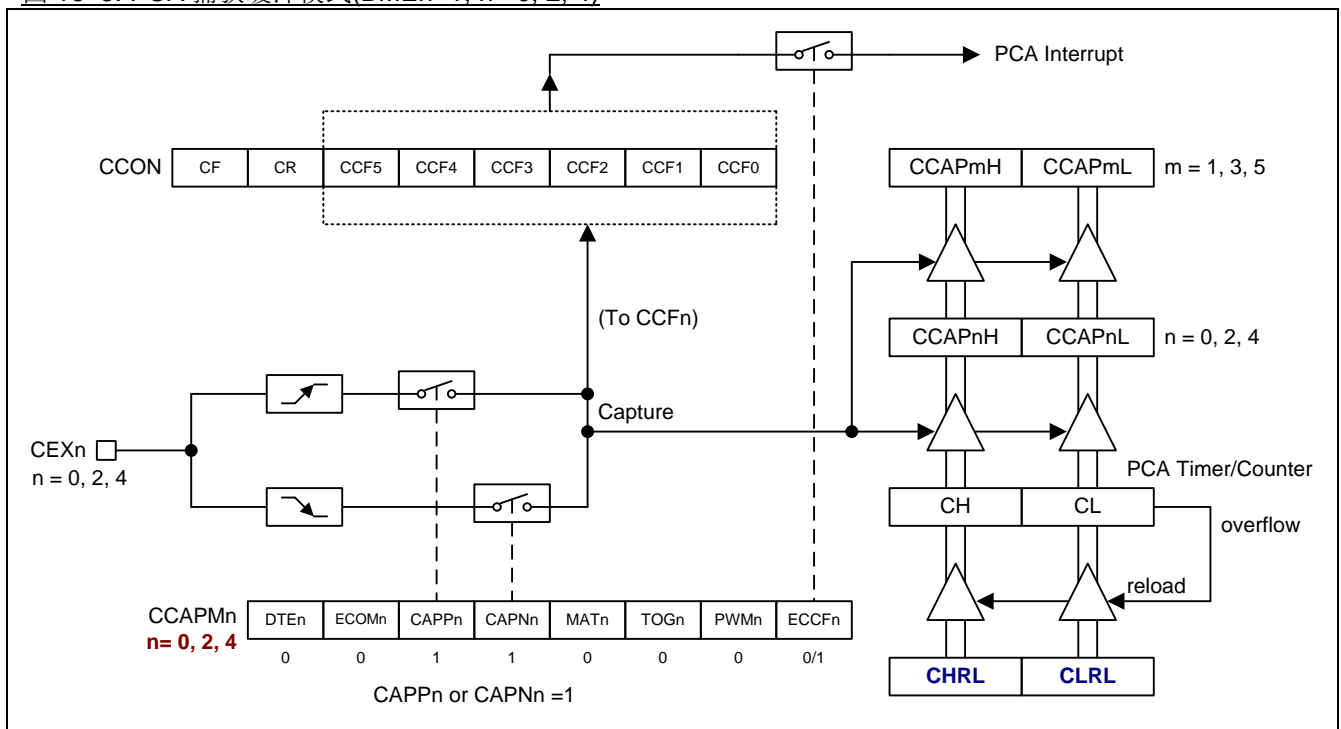 PCA Interrupt
CCON CF CR CCF5 CCF4 CCF3 CCF2 CCF1 CCF0
CCAPmH CCAPmL m = 1, 3, 5
(To CCFn)
CCAPnH CCAPnL n = 0, 2, 4
Capture
CEXn
n = 0, 2, 4
PCA Timer/Counter
CH CL
overflow
reload
CCAPMn DTEn ECOMn CAPPn CAPNn MATn TOGn PWMn ECCFn
n= 0, 2, 4
0 0 1 1 0 0 0 0/1
CHRL CLRL
CAPPn or CAPNn =1